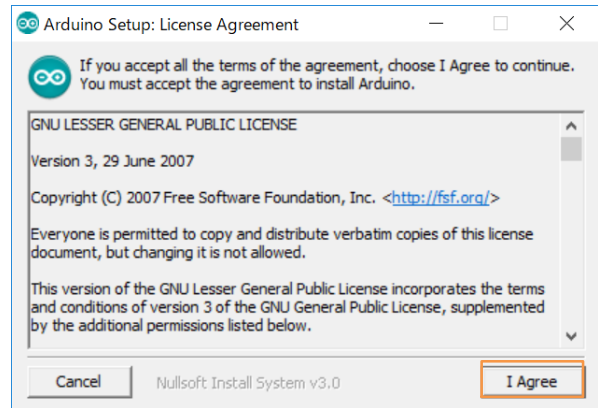 Arduino Setup: License Agreement
If you accept all the terms of the agreement, choose I Agree to continue.
You must accept the agreement to install Arduino.
GNU LESSER GENERAL PUBLIC LICENSE
Version 3, 29 June 2007
Copyright (C) 2007 Free Software Foundation, Inc. <http://fsf.org/>
Everyone is permitted to copy and distribute verbatim copies of this license
document, but changing it is not allowed.
This version of the GNU Lesser General Public License incorporates the terms
and conditions of version 3 of the GNU General Public License, supplemented
by the additional permissions listed below.
Cancel
Nullsoft Install System v3.0
I Agree